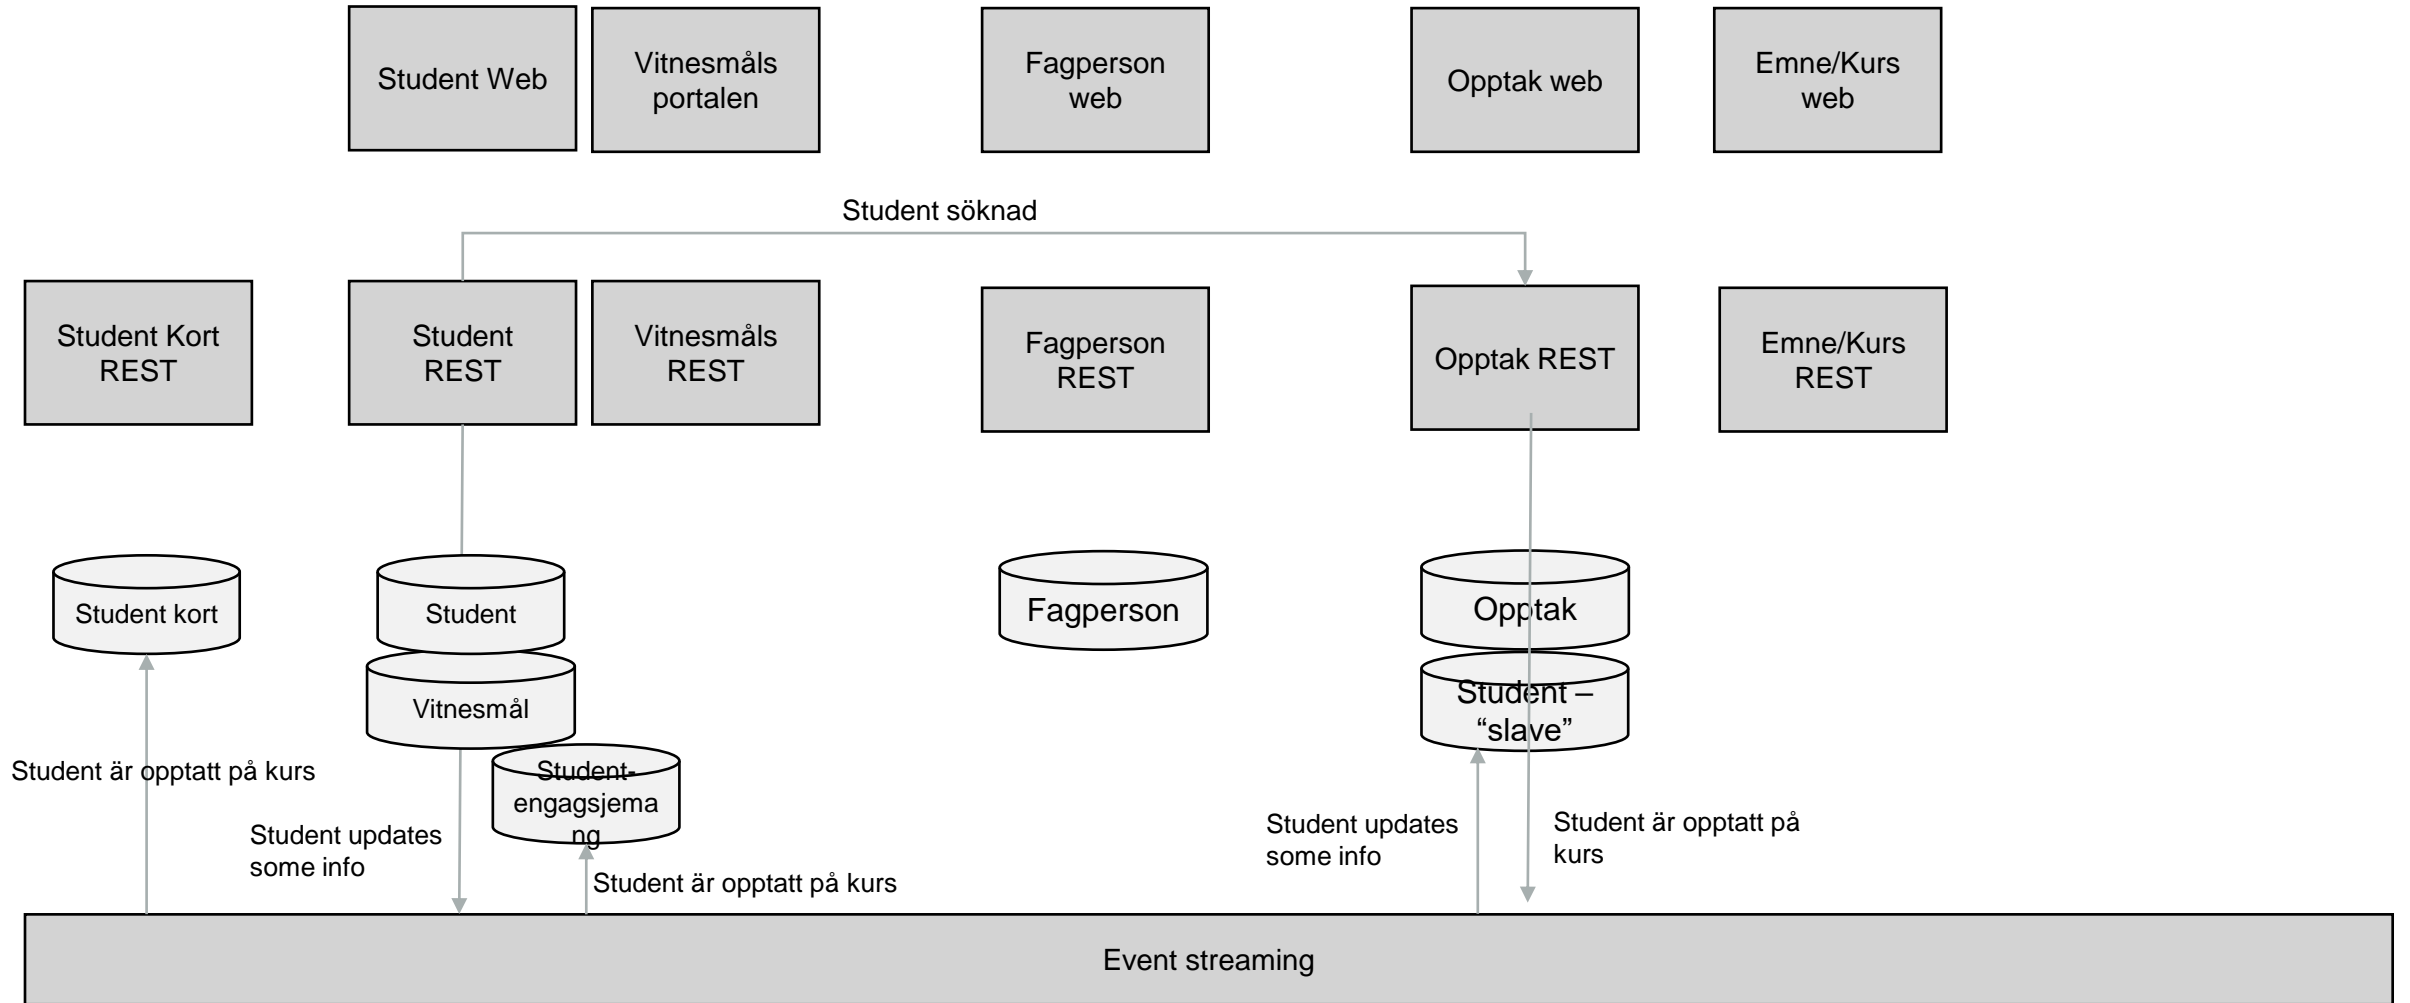 Student Web
Vitnesmåls
portalen
Fagperson
web
Opptak web
Emne/Kurs
web
Student söknad
Student Kort
REST
Student
REST
Vitnesmåls
REST
Fagperson
REST
Opptak REST
Emne/Kurs
REST
Student kort
Student
Fagperson
Opptak
Vitnesmål
Student –
“slave”
Student är opptatt på kurs
Student-
engagsjema
ng
Student updates
some info
Student är opptatt på kurs
Student updates
some info
Student är opptatt på
kurs
Event streaming